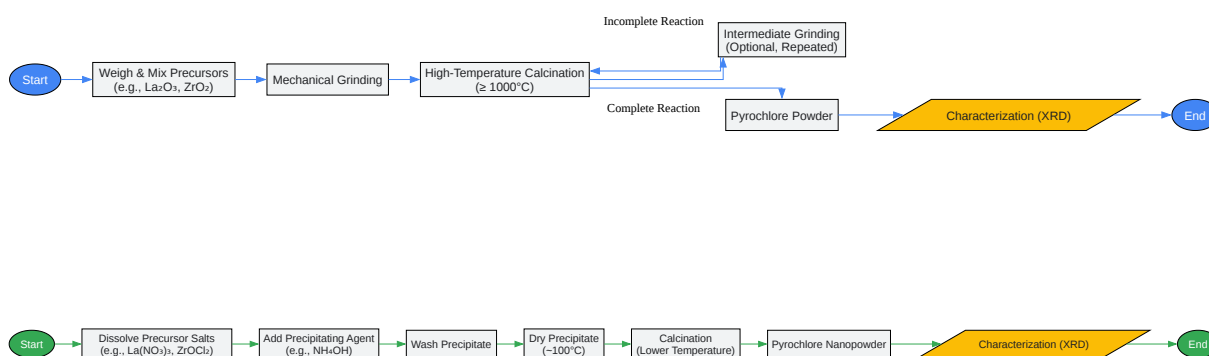 Incomplete Reaction
Intermediate Grinding
(Optional, Repeated)
Start
Weigh & Mix Precursors
(e.g., La₂O₃, ZrO₂)
Mechanical Grinding
High-Temperature Calcination
(≥ 1000°C)
Complete Reaction
Pyrochlore Powder
Characterization (XRD)
End
Start
Dissolve Precursor Salts
(e.g., La(NO₃)₃, ZrOCl₂)
Add Precipitating Agent
(e.g., NH₄OH)
Wash Precipitate
Dry Precipitate
(~100°C)
Calcination
(Lower Temperature)
Pyrochlore Nanopowder
Characterization (XRD)
End